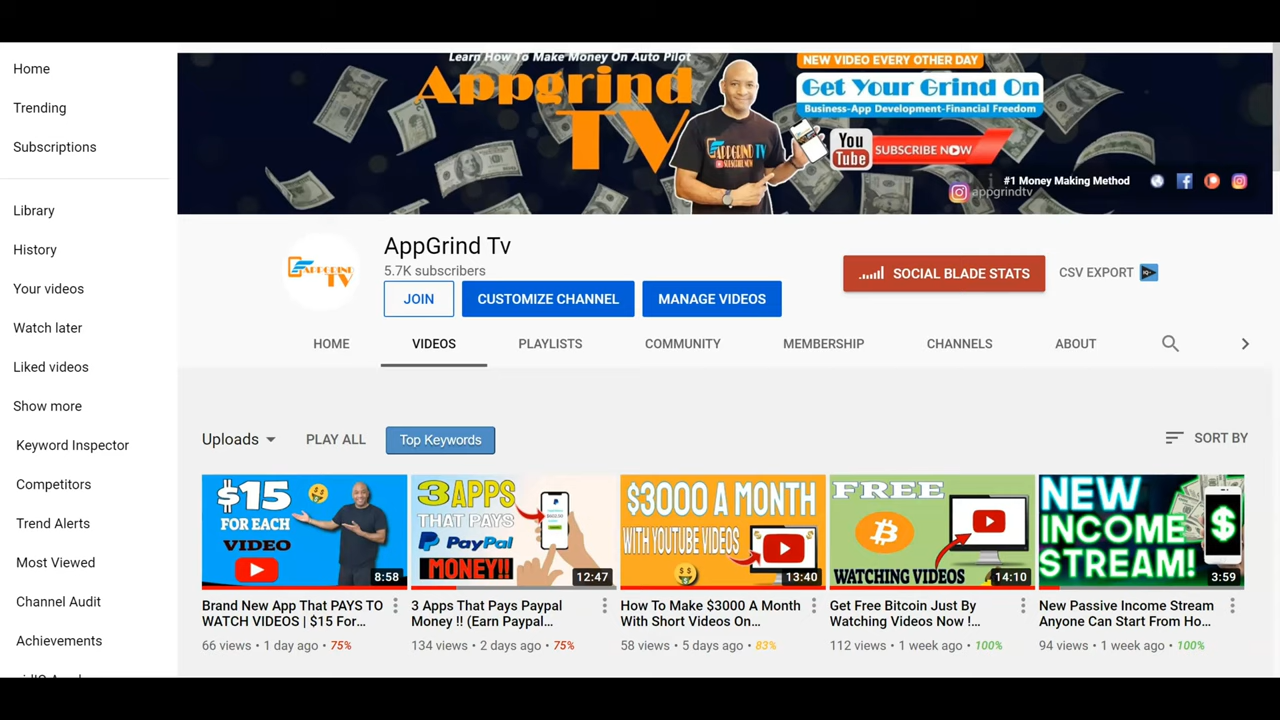 Home
Trending
Subscriptions
Library
History
Your videos
Watch later
Liked videos
Show more
Keyword Inspector
Competitors
Trend Alerts
Most Viewed
Channel Audit
Achievements
Learn How To Make Money On Auto Pilot
Appgrind
TV
APPGRIND TV
SUBSCRIBE NOW
NEW VIDEO EVERY OTHER DAY
Get Your Grind On
Business-App Development-Financial Freedom
You
Tube
SUBSCRIBE NOW
#1 Money Making Method
appgrindtv
APPGRIND
TV
AppGrind Tv
5.7K subscribers
JOIN
CUSTOMIZE CHANNEL
MANAGE VIDEOS
SOCIAL BLADE STATS
CSV EXPORT
HOME
VIDEOS
PLAYLISTS
COMMUNITY
MEMBERSHIP
CHANNELS
ABOUT
Uploads
PLAY ALL
Top Keywords
SORT BY
$15
FOR EACH
VIDEO
8:58
Brand New App That PAYS TO
WATCH VIDEOS | $15 For...
66 views • 1 day ago • 75%
3 APPS
THAT PAYS
PayPal
MONEY!!
12:47
3 Apps That Pays Paypal
Money !! (Earn Paypal...
134 views • 2 days ago • 75%
$3000 A MONTH
WITH YOUTUBE VIDEOS
13:40
How To Make $3000 A Month
With Short Videos On...
58 views • 5 days ago • 83%
FREE
WATCHING VIDEOS
14:10
Get Free Bitcoin Just By
Watching Videos Now !...
112 views • 1 week ago • 100%
NEW
INCOME
STREAM!
$
3:59
New Passive Income Stream
Anyone Can Start From Ho...
94 views • 1 week ago • 100%